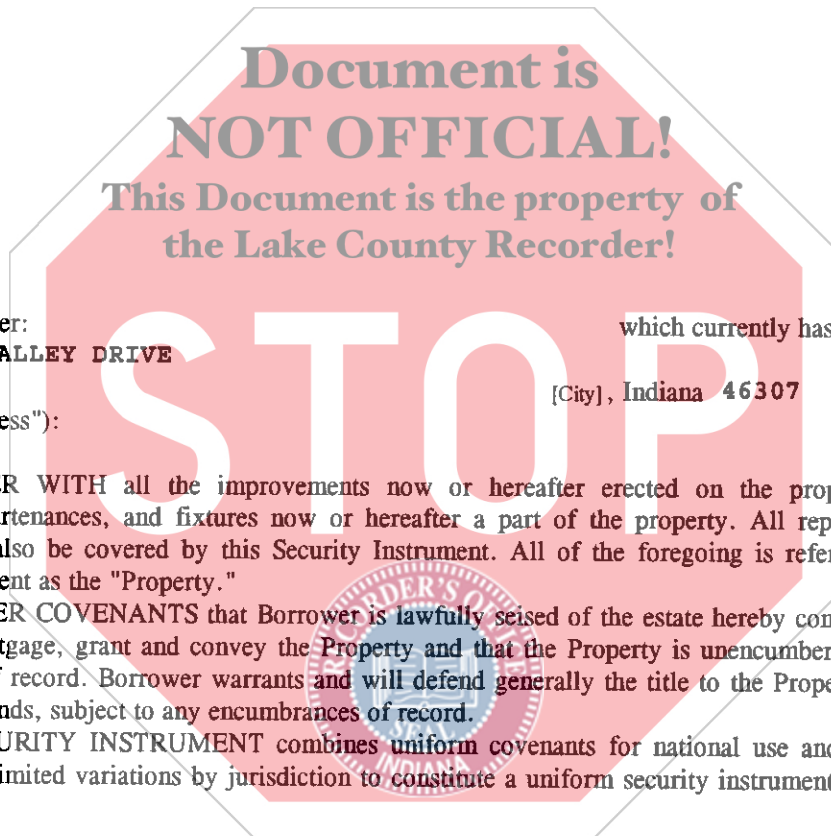 Document is
NOT OFFICIAL!
This Document is the property of
the Lake County Recorder!
STOP
er: which currently has
ALLEY DRIVE
[City], Indiana 46307
ess"):
R WITH all the improvements now or hereafter erected on the prop
rtenances, and fixtures now or hereafter a part of the property. All rep
also be covered by this Security Instrument. All of the foregoing is refer
ent as the "Property."
ER COVENANTS that Borrower is lawfully seised of the estate hereby con
tgage, grant and convey the Property and that the Property is unencumber
f record. Borrower warrants and will defend generally the title to the Prope
nds, subject to any encumbrances of record.
URITY INSTRUMENT combines uniform covenants for national use and
imited variations by jurisdiction to constitute a uniform security instrument
RECORDER'S OFFICE
SEAL
INDIANA